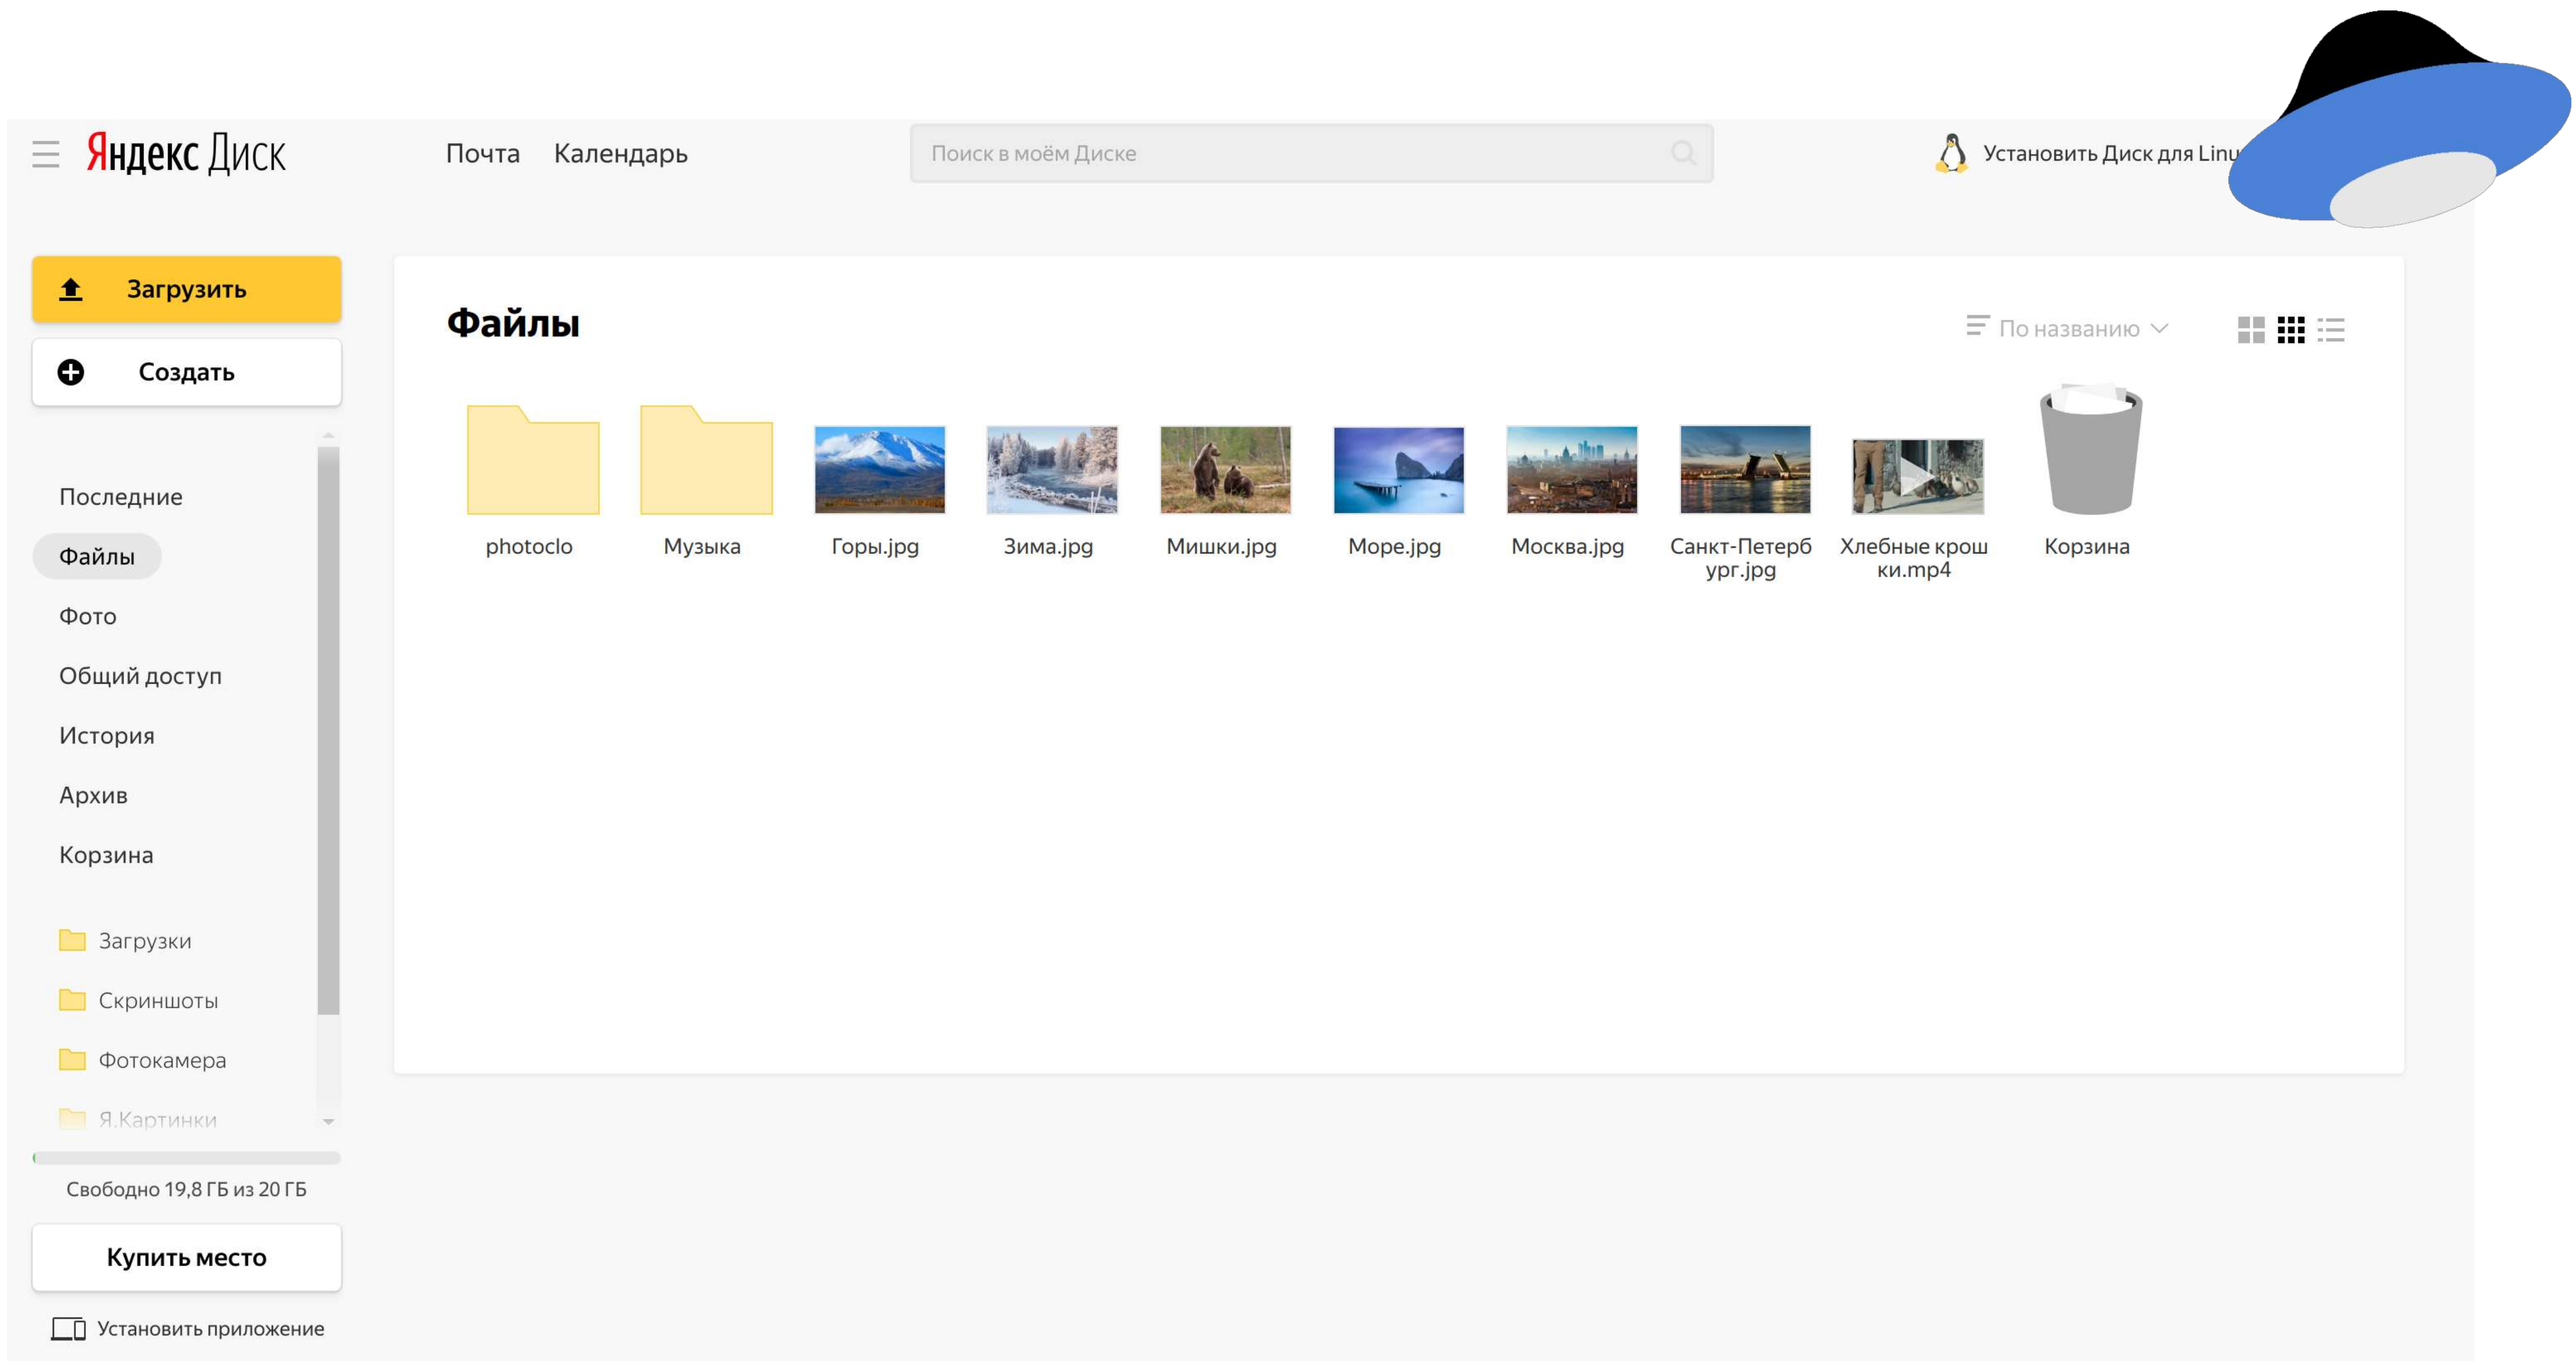 Яндекс Диск
Почта Календарь
Поиск в моём Диске
Установить Диск для Linu
Загрузить
Создать
Последние
Файлы
Фото
Общий доступ
История
Архив
Корзина
Загрузки
Скриншоты
Фотокамера
Я.Картинки
Свободно 19,8 ГБ из 20 ГБ
Купить место
Установить приложение
Файлы
По названию
photoclo
Музыка
Горы.jpg
Зима.jpg
Мишки.jpg
Море.jpg
Москва.jpg
Санкт-Петерб
ург.jpg
Хлебные крош
ки.mp4
Корзина